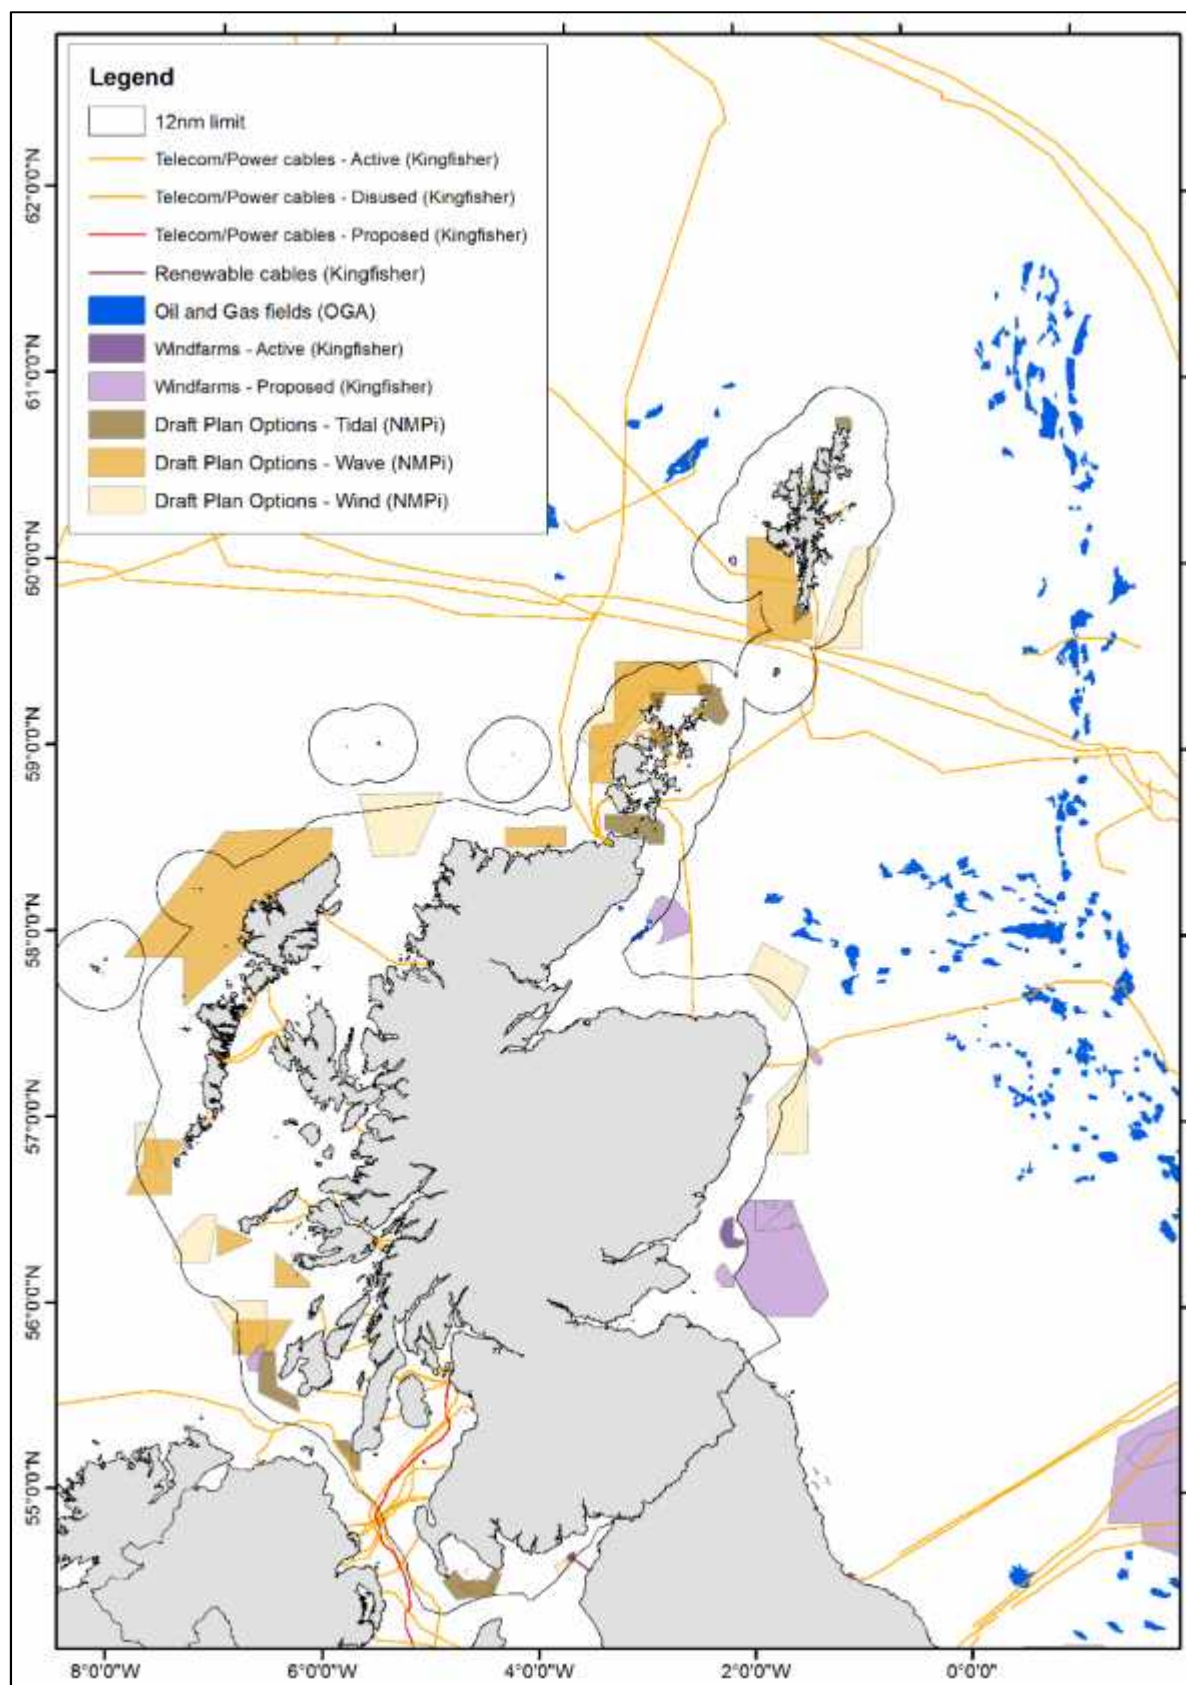 Legend
12nm limit
Telecom/Power cables - Active (Kingfisher)
Telecom/Power cables - Disused (Kingfisher)
Telecom/Power cables - Proposed (Kingfisher)
Renewable cables (Kingfisher)
Oil and Gas fields (OGA)
Windfarms - Active (Kingfisher)
Windfarms - Proposed (Kingfisher)
Draft Plan Options - Tidal (NMPi)
Draft Plan Options - Wave (NMPi)
Draft Plan Options - Wind (NMPi)
62°0'0"N
61°0'0"N
60°0'0"N
59°0'0"N
58°0'0"N
57°0'0"N
56°0'0"N
55°0'0"N
8°0'0"W
6°0'0"W
4°0'0"W
2°0'0"W
0°0'0"